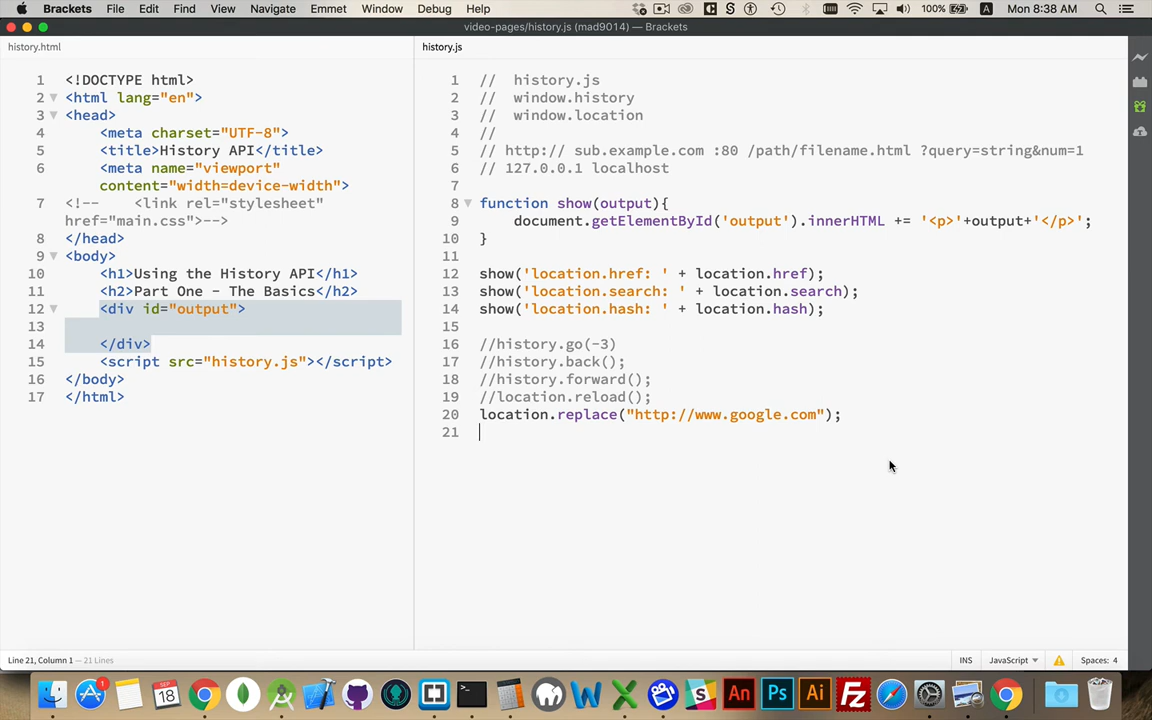 Brackets File Edit Find View Navigate Emmet Window Debug Help 100% Mon 8:38 AM
video-pages/history.js (mad9014) — Brackets
history.html
1 <!DOCTYPE html>
2 <html lang="en">
3 <head>
4 <meta charset="UTF-8">
5 <title>History API</title>
6 <meta name="viewport"
content="width=device-width">
7 <!-- <link rel="stylesheet"
href="main.css">-->
8 </head>
9 <body>
10 <h1>Using the History API</h1>
11 <h2>Part One - The Basics</h2>
12 <div id="output">
13
14 </div>
15 <script src="history.js"></script>
16 </body>
17 </html>
history.js
1 // history.js
2 // window.history
3 // window.location
4 //
5 // http:// sub.example.com :80 /path/filename.html ?query=string&num=1
6 // 127.0.0.1 localhost
7
8 function show(output){
9 document.getElementById('output').innerHTML += '<p>'+output+'</p>';
10 }
11
12 show('location.href: ' + location.href);
13 show('location.search: ' + location.search);
14 show('location.hash: ' + location.hash);
15
16 //history.go(-3)
17 //history.back();
18 //history.forward();
19 //location.reload();
20 location.replace("http://www.google.com");
21
Line 21, Column 1 — 21 Lines
INS JavaScript Spaces: 4
1 SEP 18 An Ps Ai Fz